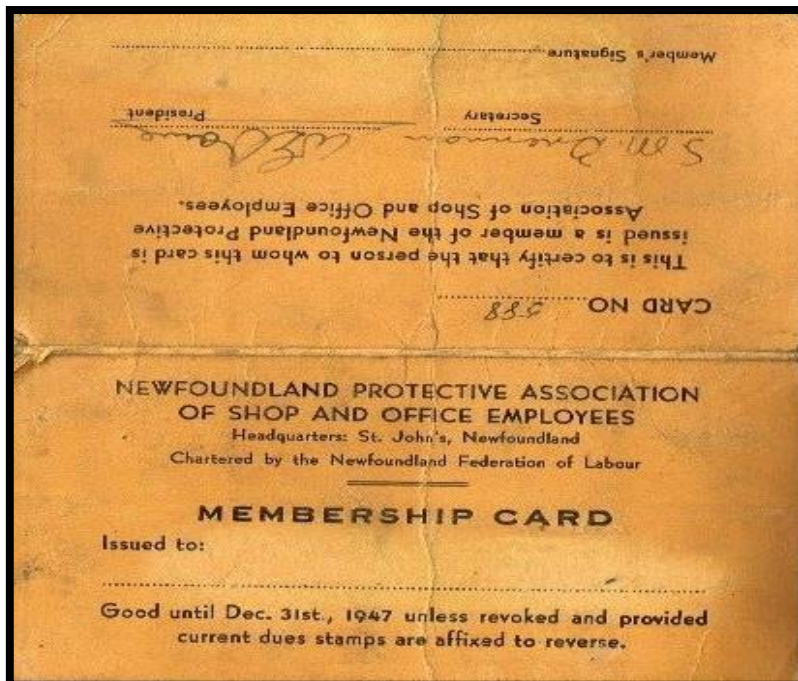 NEWFOUNDLAND PROTECTIVE ASSOCIATION
OF SHOP AND OFFICE EMPLOYEES
Headquarters: St. John's, Newfoundland
Chartered by the Newfoundland Federation of Labour
MEMBERSHIP CARD
Issued to:
Good until Dec. 31st., 1947 unless revoked and provided
current dues stamps are affixed to reverse.
CARD NO 588
This is to certify that the person to whom this card is
issued is a member of the Newfoundland Protective
Association of Shop and Office Employees.
Secretary President
Member's Signature